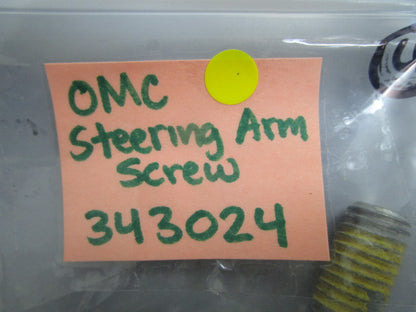 OMC
Steering Arm
Screw
343024